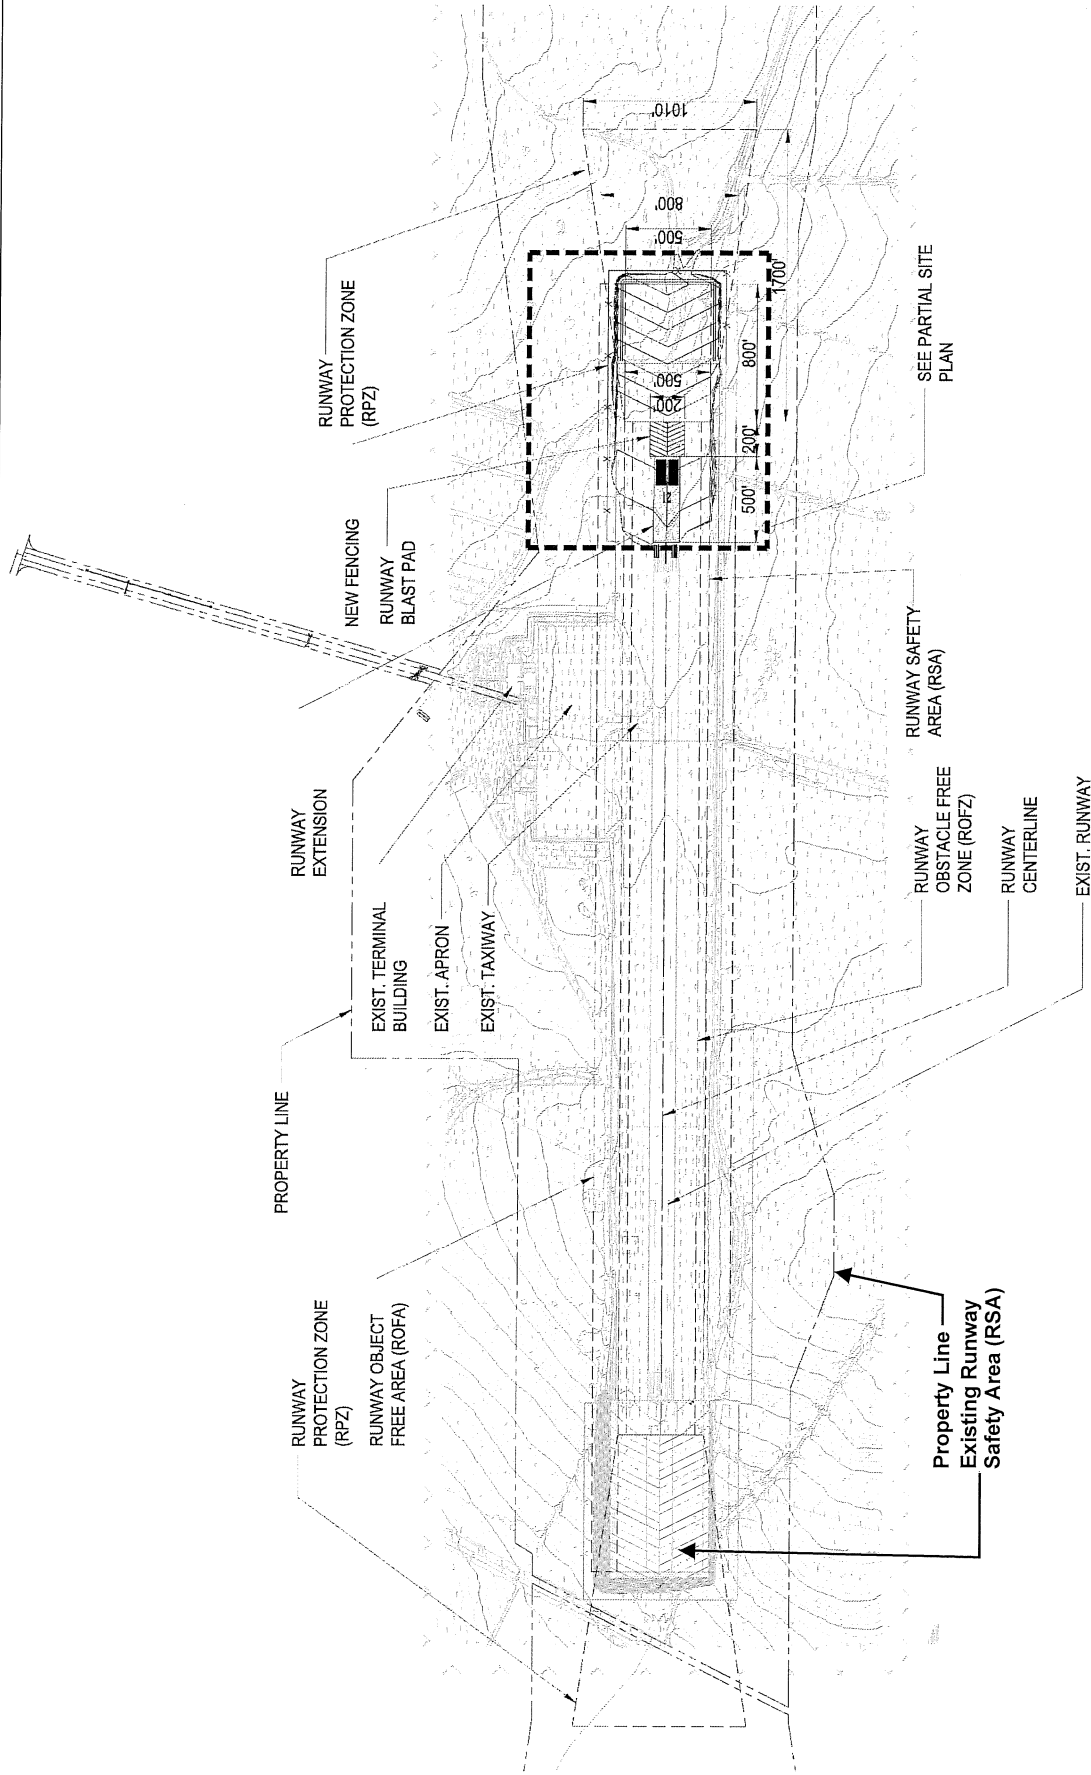 RUNWAY
PROTECTION ZONE
(RPZ)
RUNWAY OBJECT
FREE AREA (ROFA)
PROPERTY LINE
RUNWAY
EXTENSION
EXIST. TERMINAL
BUILDING
EXIST. APRON
EXIST. TAXIWAY
NEW FENCING
RUNWAY
BLAST PAD
RUNWAY
PROTECTION ZONE
(RPZ)
1010'
800'
500'
500'
200'
21
500'
200'
800'
1700'
SEE PARTIAL SITE
PLAN
RUNWAY SAFETY
AREA (RSA)
RUNWAY
OBSTACLE FREE
ZONE (ROFZ)
RUNWAY
CENTERLINE
EXIST. RUNWAY
Property Line
Existing Runway
Safety Area (RSA)